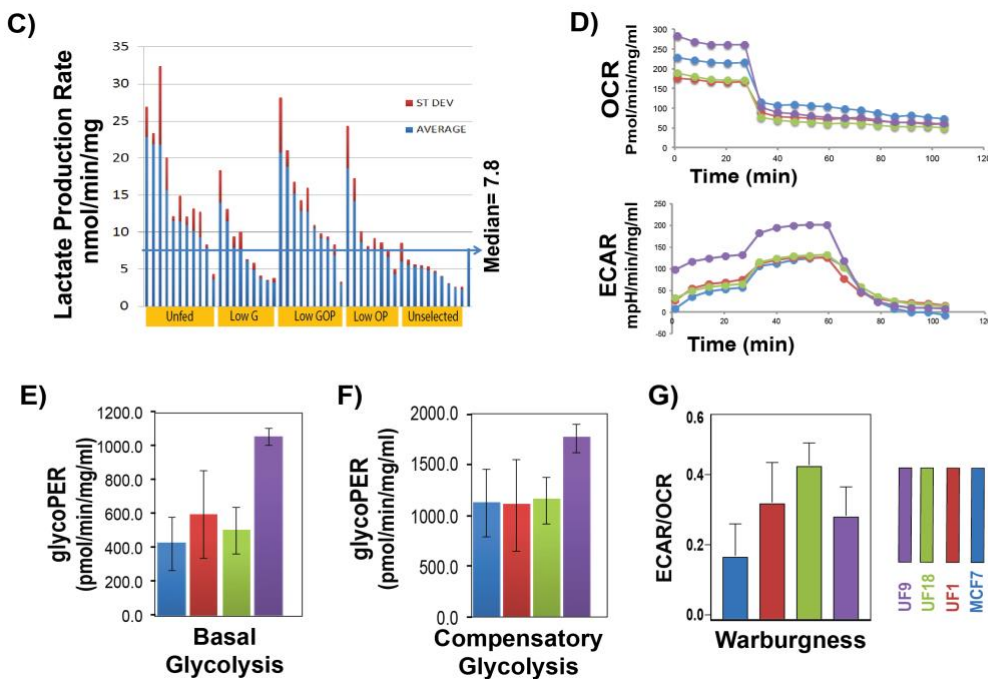 C)
Lactate Production Rate
nmol/min/mg
35
30
25
20
15
10
5
0
ST DEV
AVERAGE
Median= 7.8
Unfed
Low G
Low GOP
Low OP
Unselected
D)
OCR
Pmol/min/mg/ml
300
250
200
150
100
50
0
0
20
40
60
80
100
120
Time (min)
ECAR
mpH/min/mg/ml
250
200
150
100
50
0
-50
0
20
40
60
80
100
120
Time (min)
E)
glycoPER
(pmol/min/mg/ml)
1200.0
1000.0
800.0
600.0
400.0
200.0
0.0
Basal
Glycolysis
F)
glycoPER
(pmol/min/mg/ml)
2000.0
1500.0
1000.0
500.0
0.0
Compensatory
Glycolysis
G)
ECAR/OCR
0.6
0.4
0.2
0.0
Warburgness
UF9
UF18
UF1
MCF7